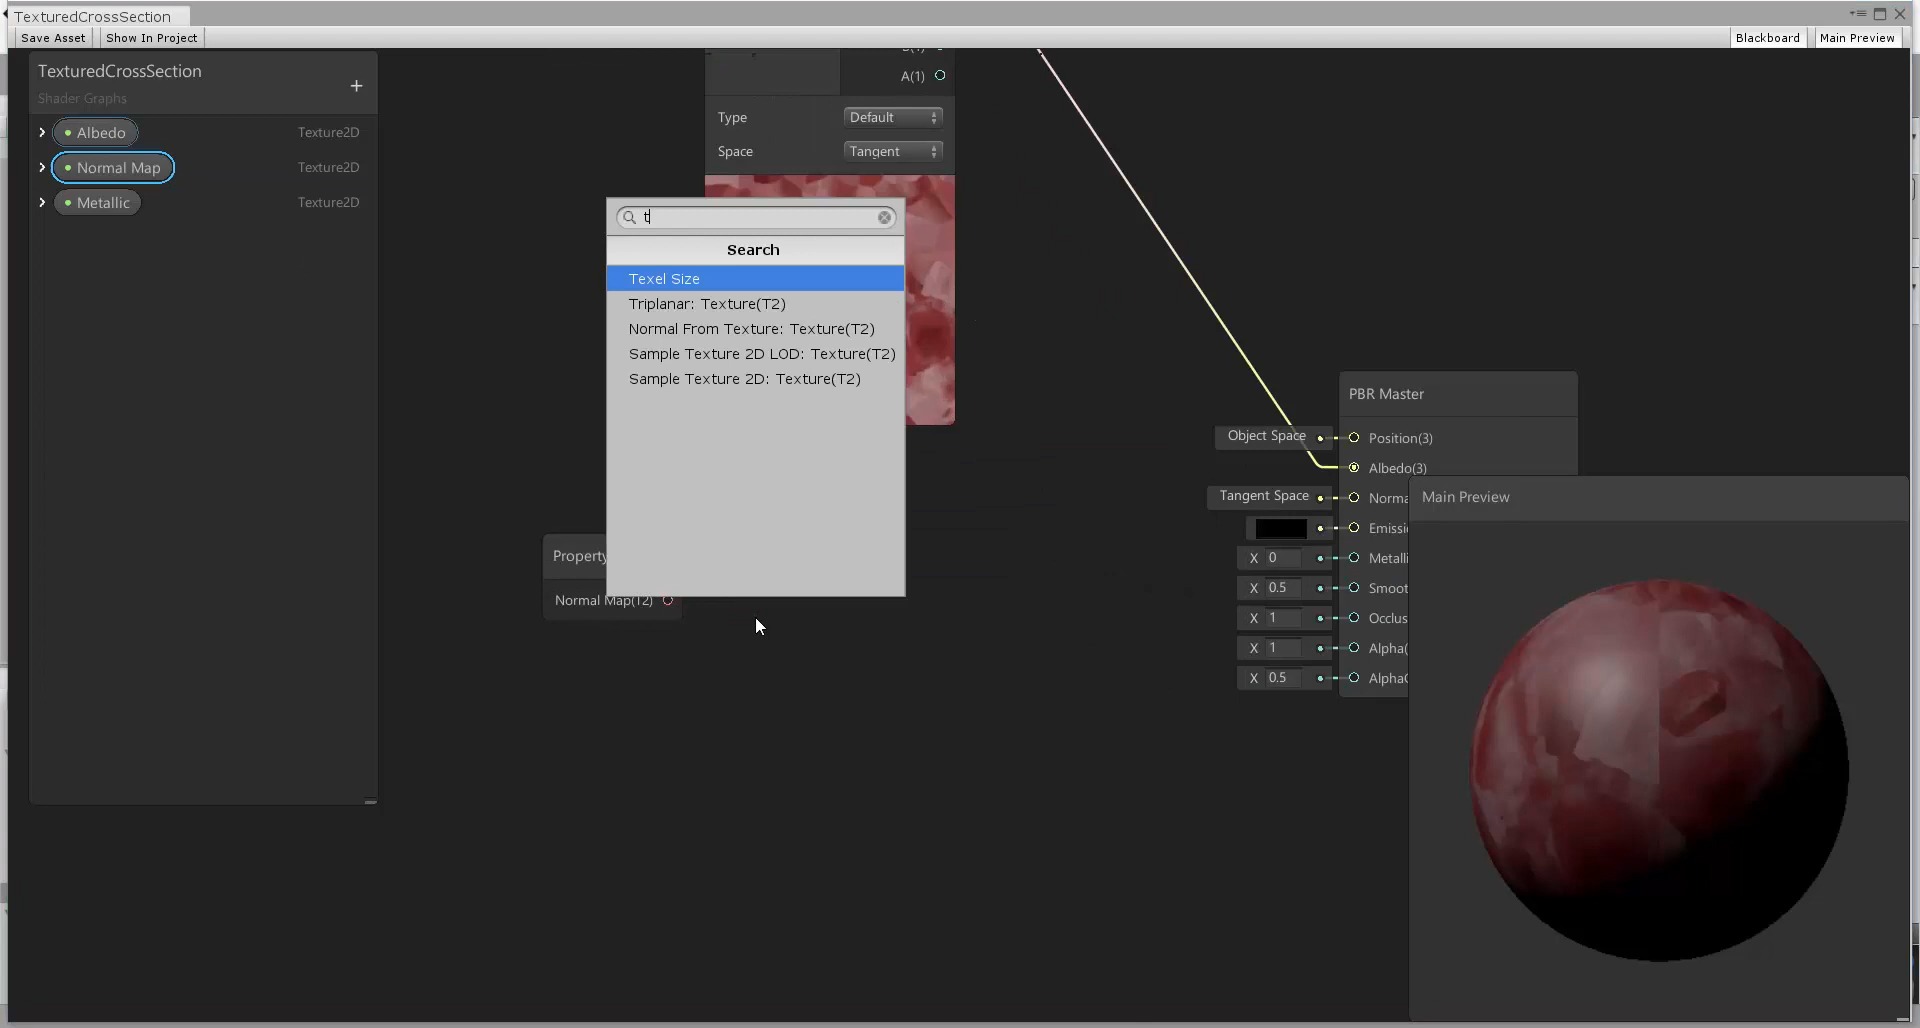 TexturedCrossSection
Save Asset
Show In Project
Blackboard
Main Preview
TexturedCrossSection
Shader Graphs
Albedo
Texture2D
Normal Map
Texture2D
Metallic
Texture2D
A(1)
Type
Default
Space
Tangent
t
Search
Texel Size
Triplanar: Texture(T2)
Normal From Texture: Texture(T2)
Sample Texture 2D LOD: Texture(T2)
Sample Texture 2D: Texture(T2)
Property
Normal Map(T2)
PBR Master
Object Space
Position(3)
Albedo(3)
Tangent Space
Norma
Emissi
X 0
Metalli
X 0.5
Smoot
X 1
Occlus
X 1
Alpha(
X 0.5
Alpha
Main Preview